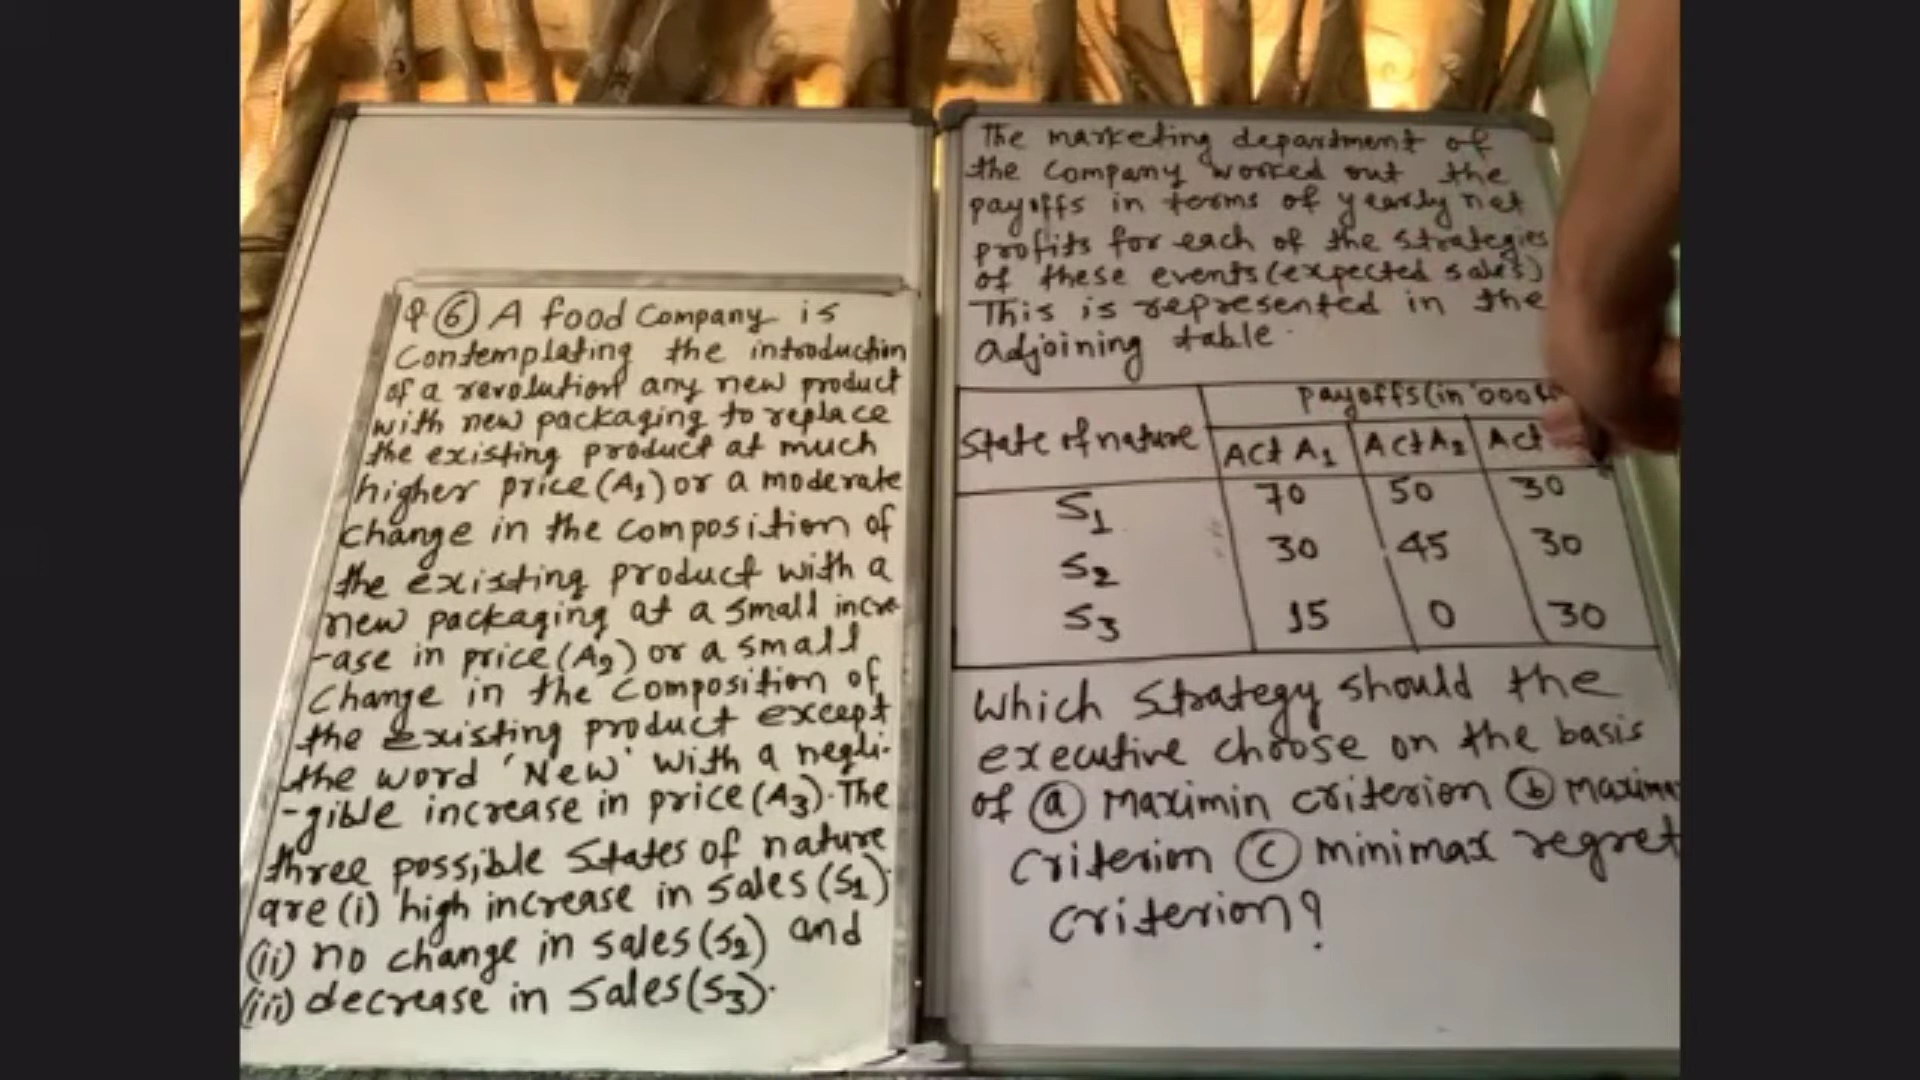 Q. 6 A food company is
contemplating the introduction
of a revolution any new product
with new packaging to replace
the existing product at much
higher price (A1) or a moderate
change in the composition of
the existing product with a
new packaging at a small incre
-ase in price (A2) or a small
change in the composition of
the existing product except
the word 'New' with a negli-
-gible increase in price (A3). The
three possible States of nature
are (i) high increase in sales (S1)
(ii) no change in sales (S2) and
(iii) decrease in sales (S3).
The marketing department of
the company worked out the
payoffs in terms of yearly net
profits for each of the strategies
of these events (expected sales)
This is represented in the
adjoining table.
State of nature payoffs (in '000
Act A1 Act A2 Act
S1 70 50 30
S2 30 45 30
S3 15 0 30
Which strategy should the
executive choose on the basis
of a maximin criterion b
criterion c minimax regret
criterion?